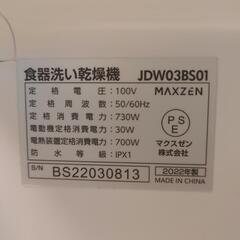 食器洗い乾燥機 JDW03BS01
定格電圧：100V MAXZEN
定格周波数：50/60Hz
定格消費電力：730W
電動機定格消費電力：30W
電熱装置定格消費電力：700W
防水等級：IPX1
PSE
マクスゼン
株式会社
S/N BS22030813 2022年製
MADE IN CHINA